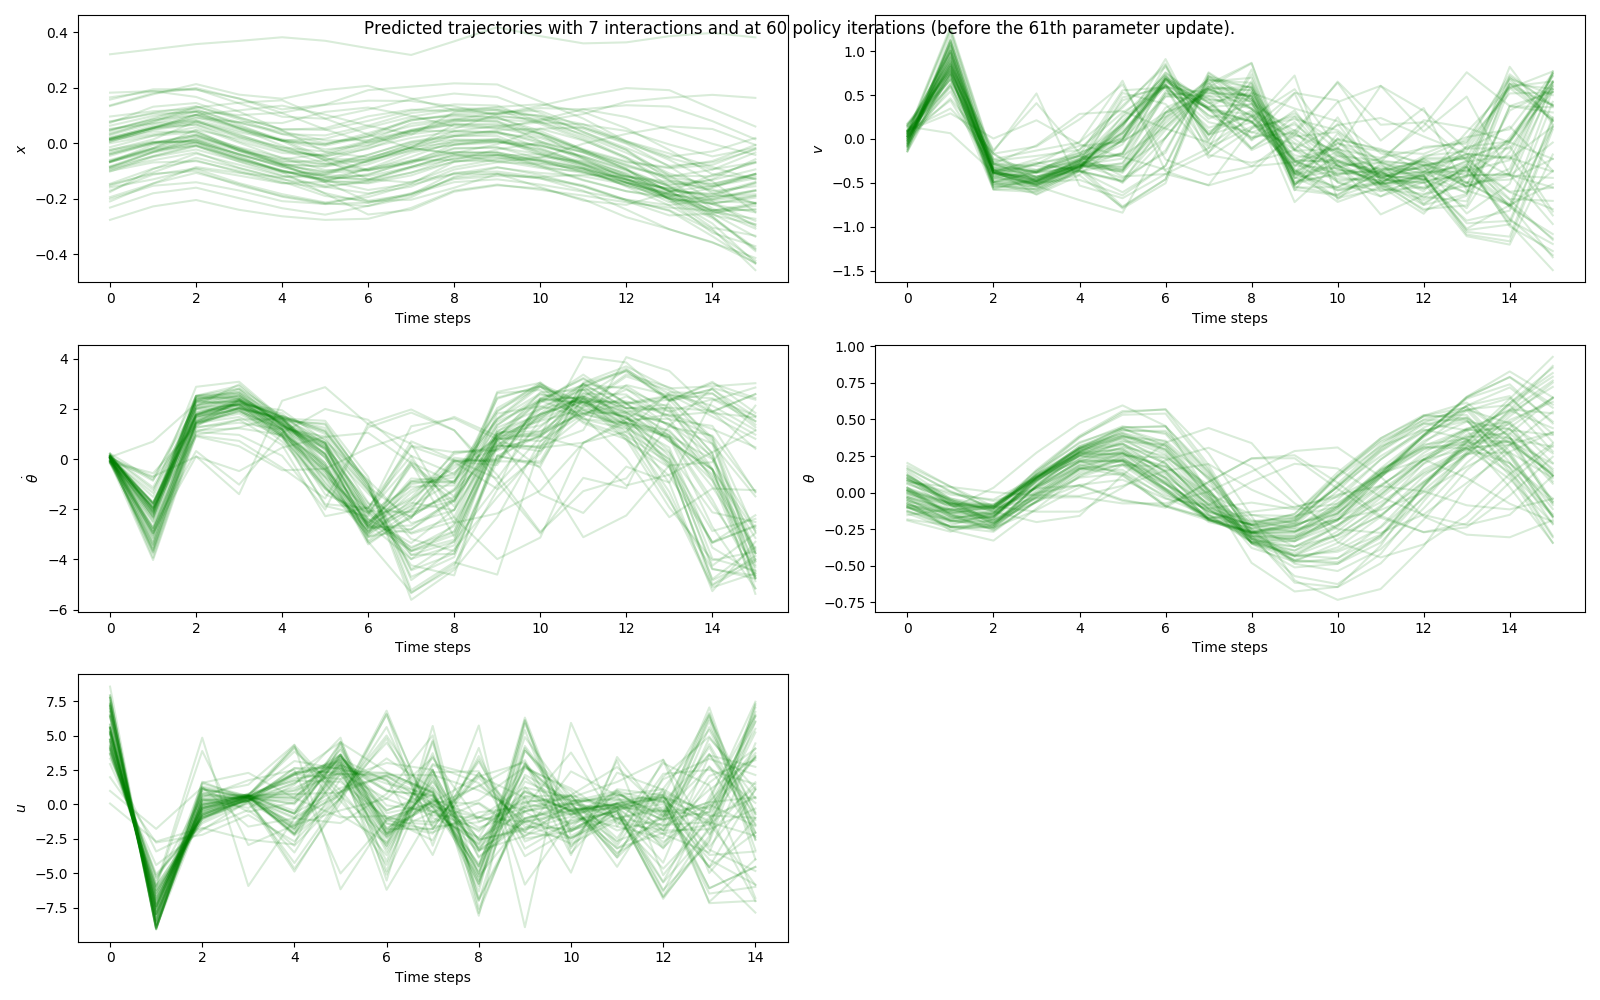 Predicted trajectories with 7 interactions and at 60 policy iterations (before the 61th parameter update).
0.4
0.2
0.0
−0.2
−0.4
x
0 2 4 6 8 10 12 14
Time steps
1.0
0.5
0.0
−0.5
−1.0
−1.5
v
0 2 4 6 8 10 12 14
Time steps
4
2
0
−2
−4
−6
θ̇
0 2 4 6 8 10 12 14
Time steps
1.00
0.75
0.50
0.25
0.00
−0.25
−0.50
−0.75
θ
0 2 4 6 8 10 12 14
Time steps
7.5
5.0
2.5
0.0
−2.5
−5.0
−7.5
u
0 2 4 6 8 10 12 14
Time steps